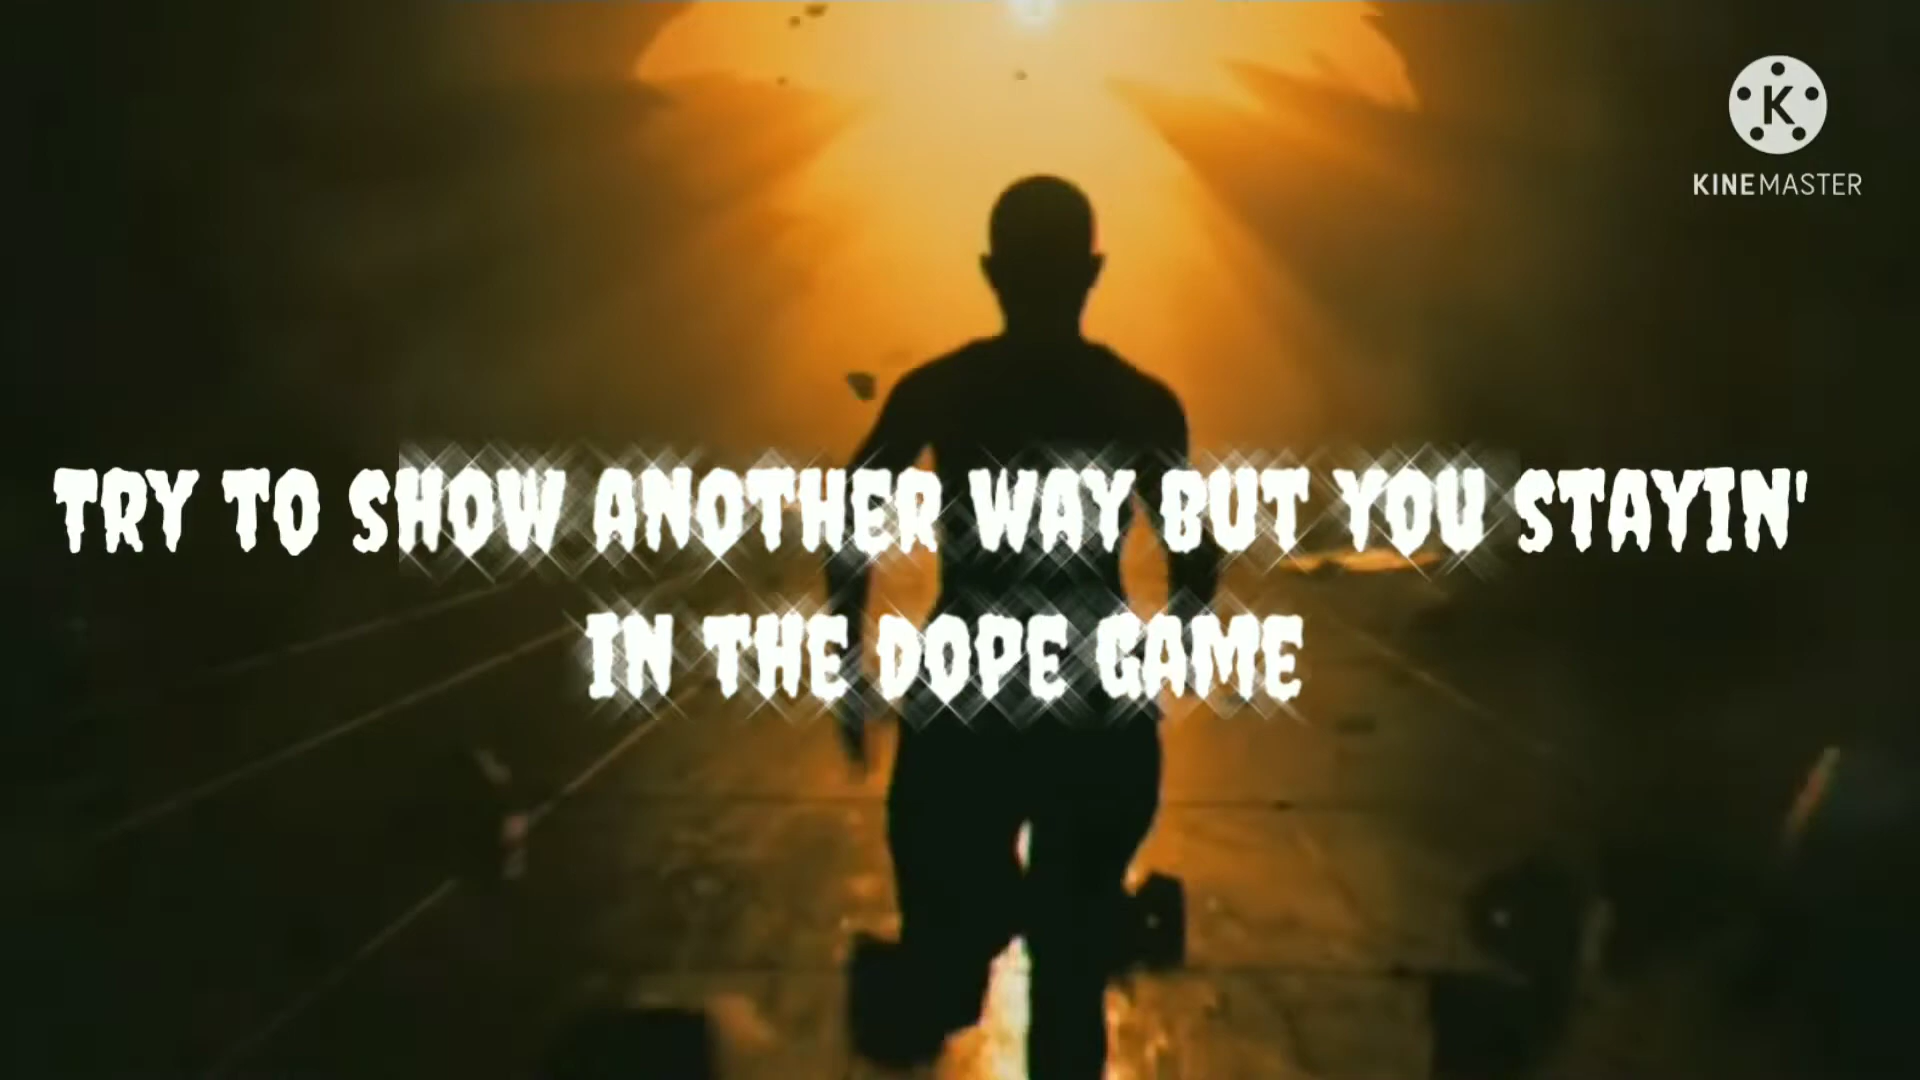 K
KINEMASTER
TRY TO SHOW ANOTHER WAY BUT YOU STAYIN'
IN THE DOPE GAME